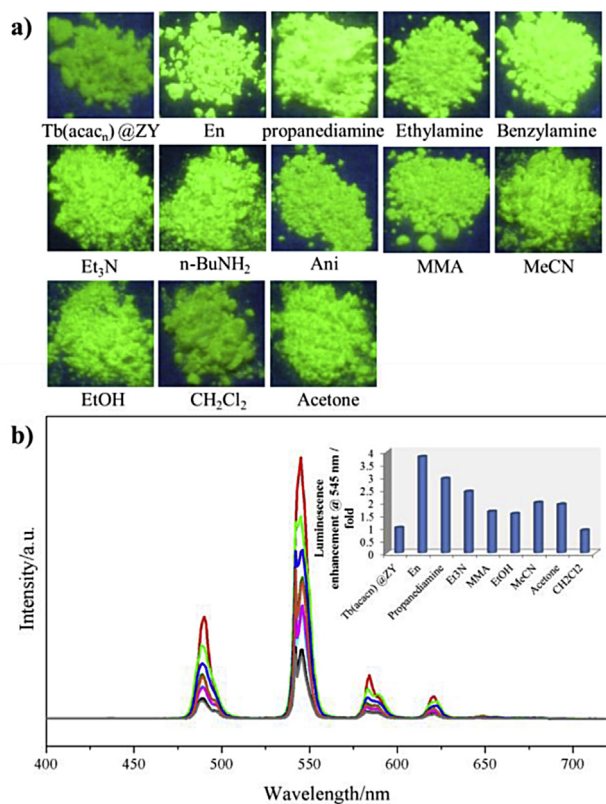 a)
Tb(acacₙ) @ZY En propanediamine Ethylamine Benzylamine
Et₃N n-BuNH₂ Ani MMA MeCN
EtOH CH₂Cl₂ Acetone
b)
Intensity/a.u.
Luminescence
enhancement @ 545 nm /
fold
4
3.5
3
2.5
2
1.5
1
0.5
0
Tb(acacn) @ZY
En
Propanediamine
Et3N
MMA
EtOH
MeCN
Acetone
CH2Cl2
400 450 500 550 600 650 700
Wavelength/nm